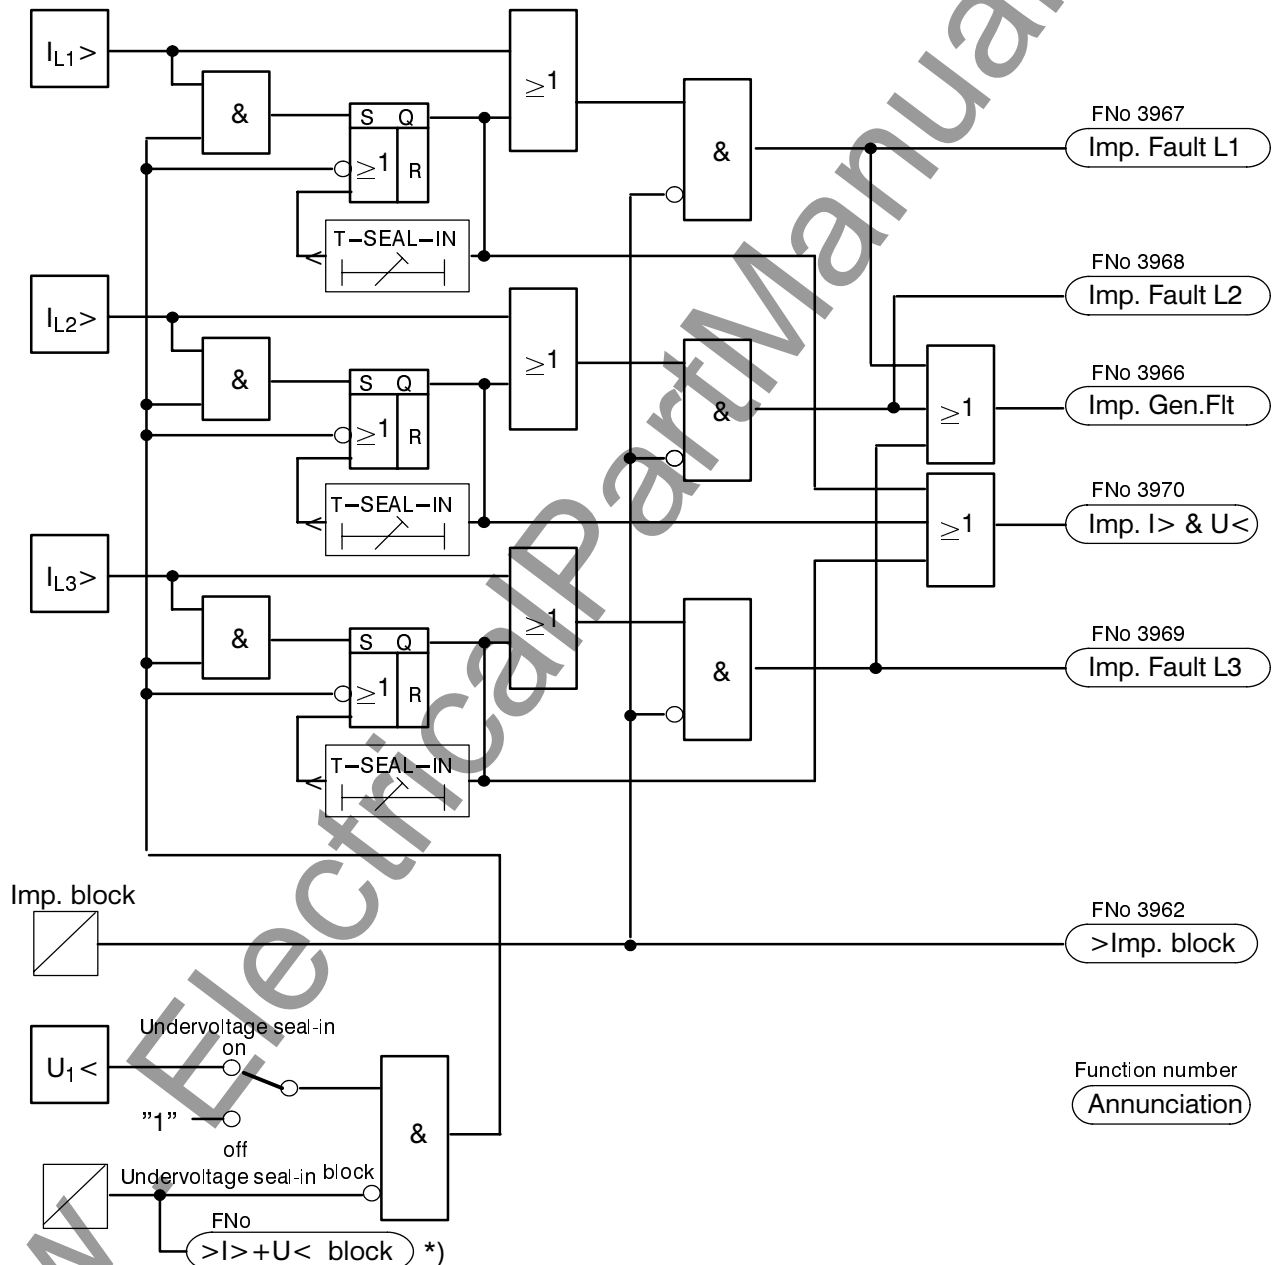 IL1>
≥1
&
S Q
FNo 3967
Imp. Fault L1
&
≥1 R
T–SEAL–IN
FNo 3968
Imp. Fault L2
IL2>
≥1
&
S Q
FNo 3966
Imp. Gen.Flt
&
≥1 R
≥1
T–SEAL–IN
FNo 3970
Imp. I> & U<
≥1
IL3>
≥1
&
S Q
FNo 3969
Imp. Fault L3
&
≥1 R
T–SEAL–IN
Imp. block
FNo 3962
>Imp. block
Undervoltage seal-in
on
U1<
"1"
off
&
Function number
Annunciation
Undervoltage seal-in block
FNo
>I>+U< block *)
www.ElectricalPartManuals